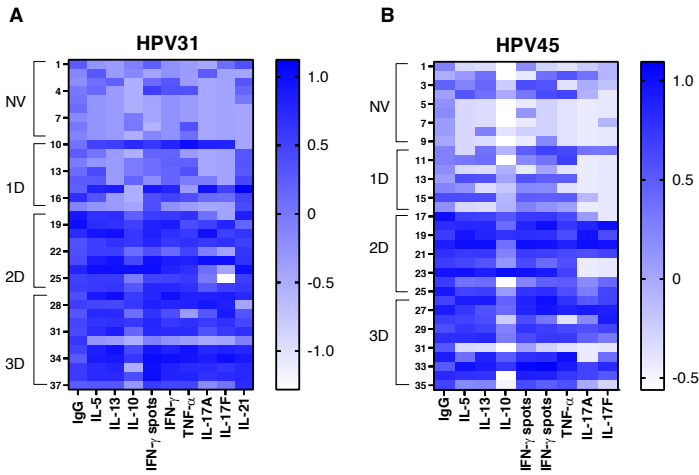 A
HPV31
NV
1D
2D
3D
1
4
7
10
13
16
19
22
25
28
31
34
37
IgG
IL-5
IL-13
IL-10
IFN-γ spots
IFN-γ
TNF-α
IL-17A
IL-17F
IL-21
1.0
0.5
0
-0.5
-1.0
B
HPV45
NV
1D
2D
3D
1
3
5
7
9
11
13
15
17
19
21
23
25
27
29
31
33
35
IgG
IL-5
IL-13
IL-10
IFN-γ spots
IFN-γ spots
TNF-α
IL-17A
IL-17F
1.0
0.5
0
-0.5